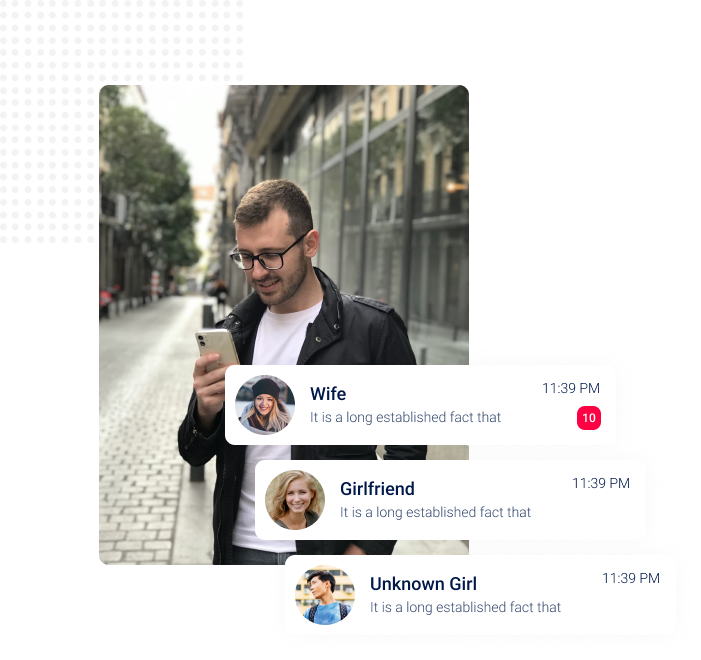 Wife
11:39 PM
It is a long established fact that
10
Girlfriend
11:39 PM
It is a long established fact that
Unknown Girl
11:39 PM
It is a long established fact that